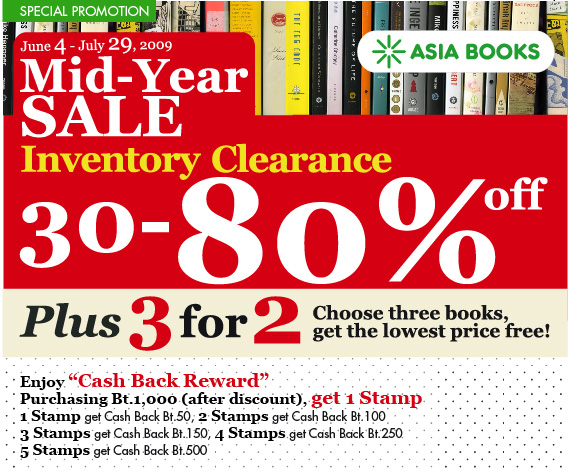 SPECIAL PROMOTION
ASIA BOOKS
June 4 - July 29, 2009
Mid-Year
SALE
Inventory Clearance
30-80% off
Plus 3 for 2 Choose three books,
get the lowest price free!
Enjoy “Cash Back Reward”
Purchasing Bt.1,000 (after discount), get 1 Stamp
1 Stamp get Cash Back Bt.50, 2 Stamps get Cash Back Bt.100
3 Stamps get Cash Back Bt.150, 4 Stamps get Cash Back Bt.250
5 Stamps get Cash Back Bt.500